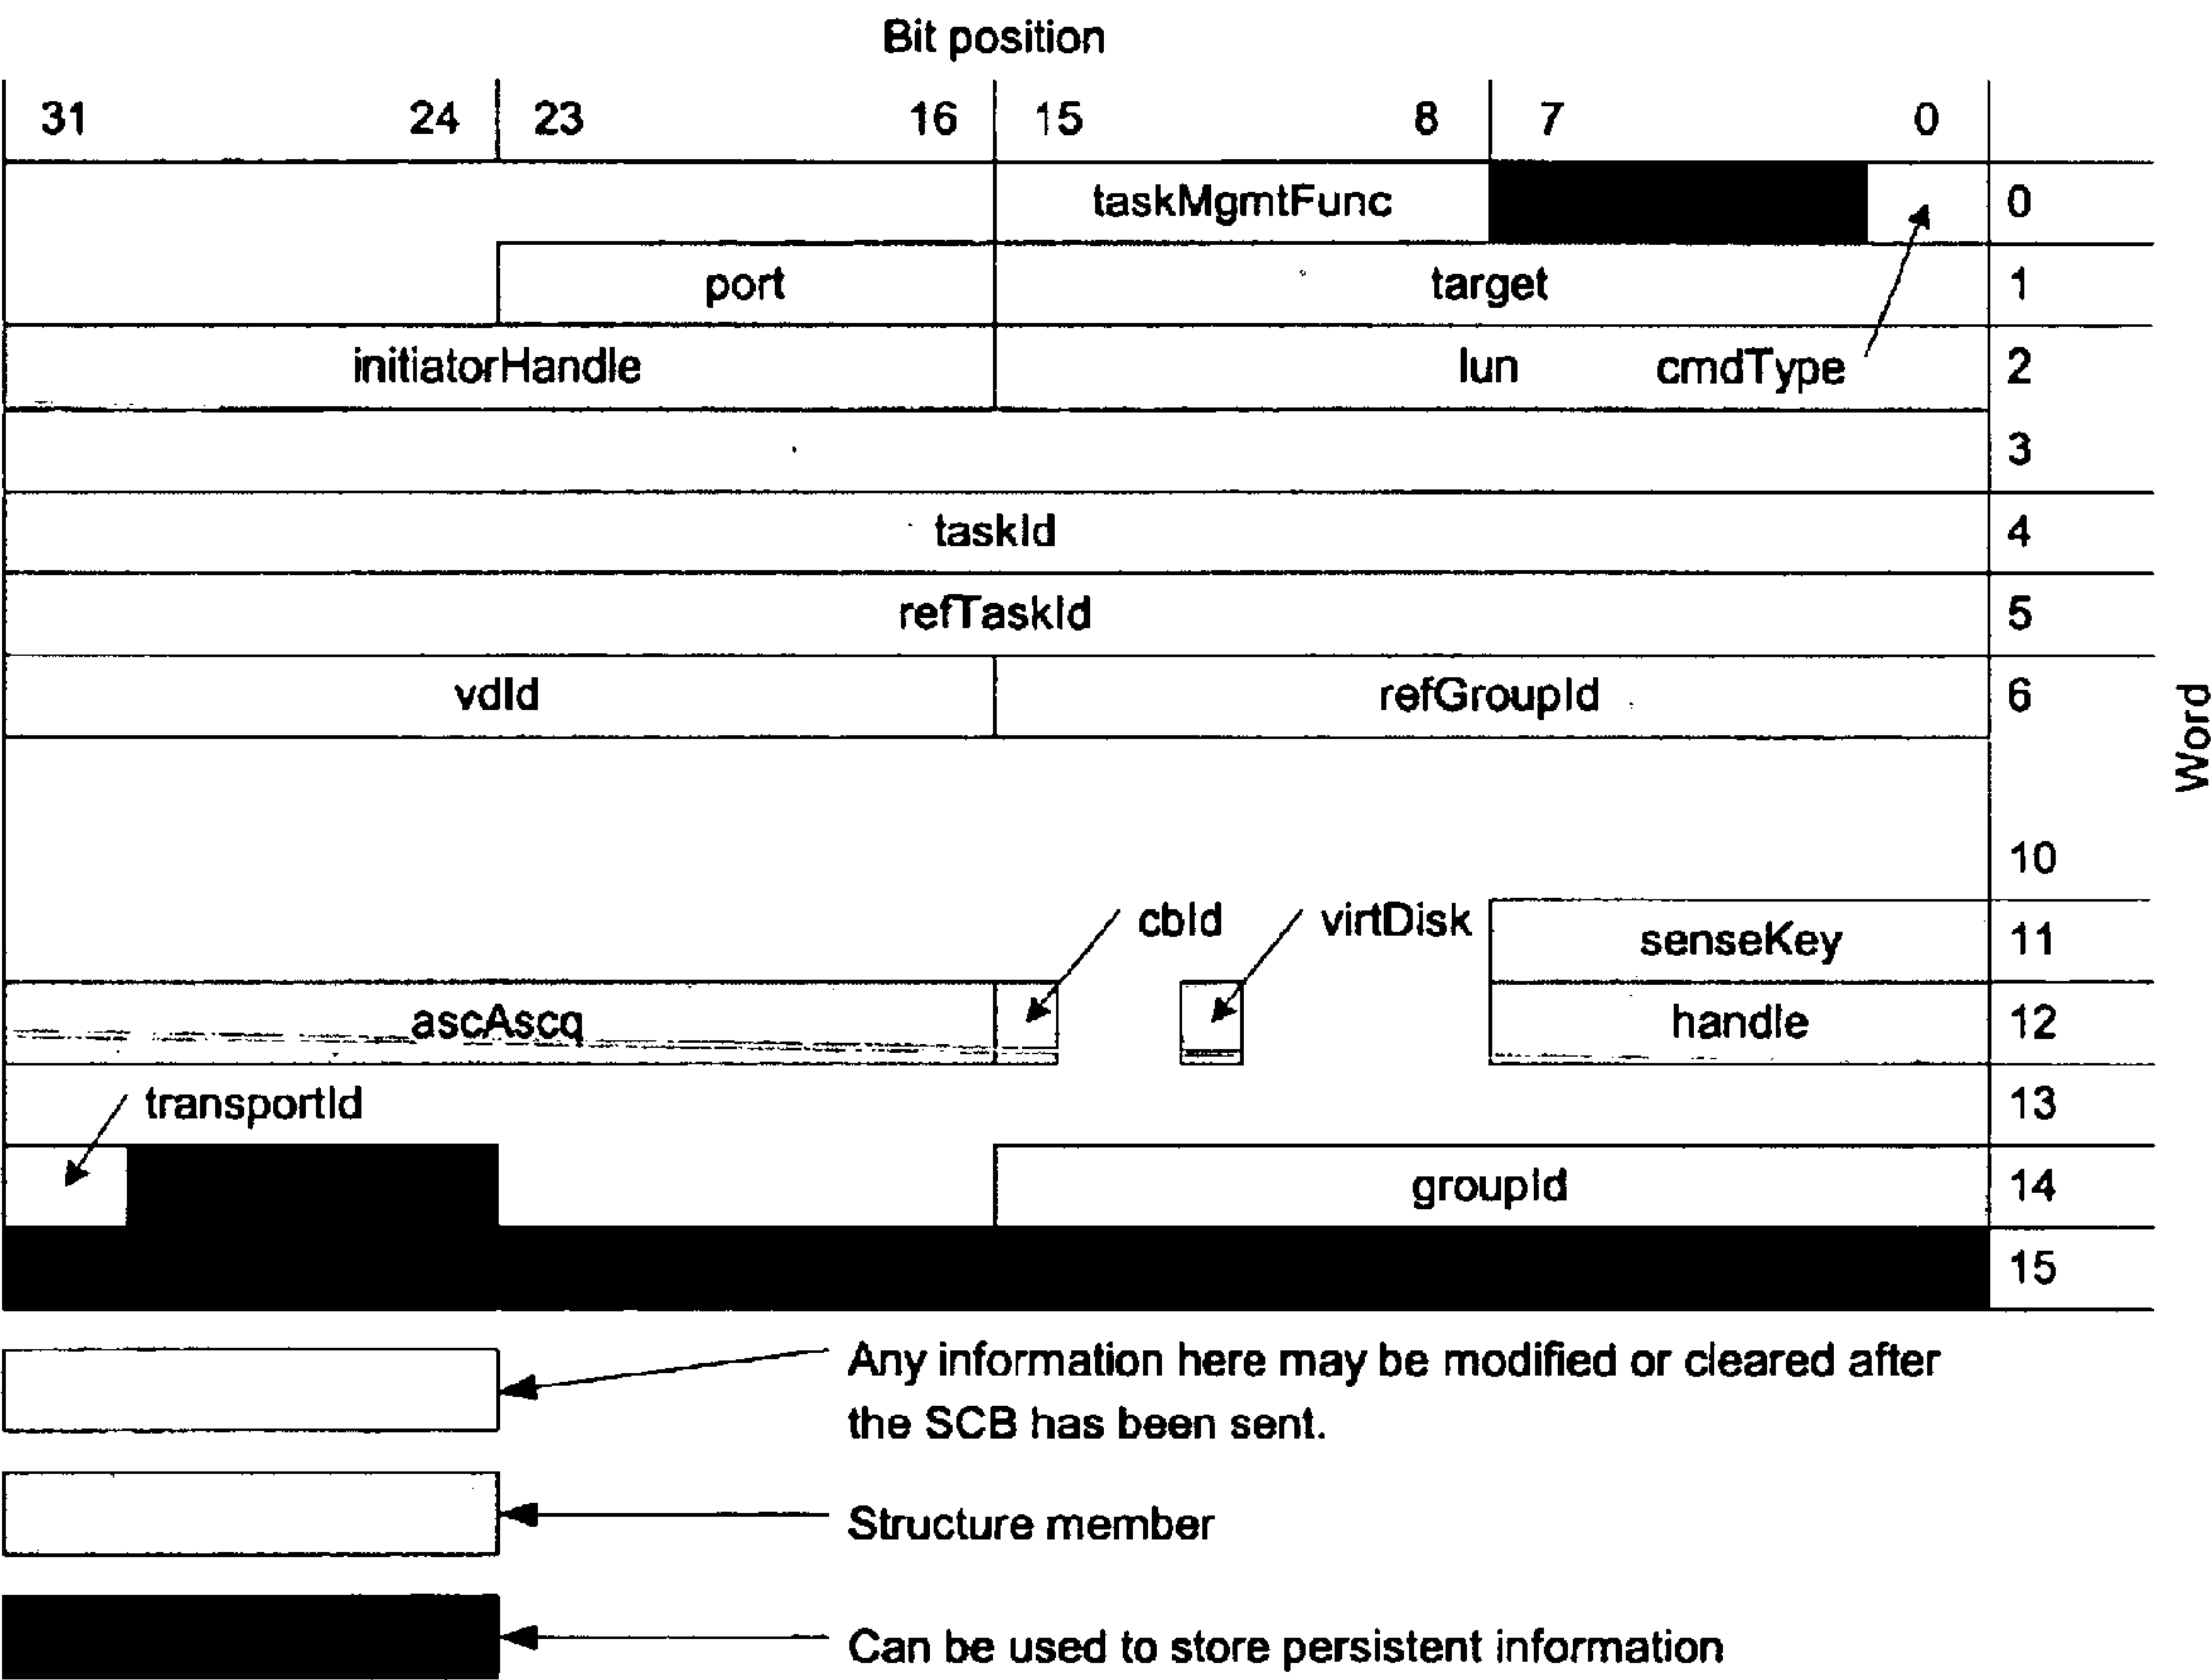 Bit position
31 24 23 16 15 8 7 0
taskMgmtFunc 0
port target 1
initiatorHandle lun cmdType 2
3
taskId 4
refTaskId 5
vdId refGroupId 6
Word
10
cbId virtDisk
senseKey 11
ascAscq handle 12
transportId 13
groupId 14
15
Any information here may be modified or cleared after
the SCB has been sent.
Structure member
Can be used to store persistent information